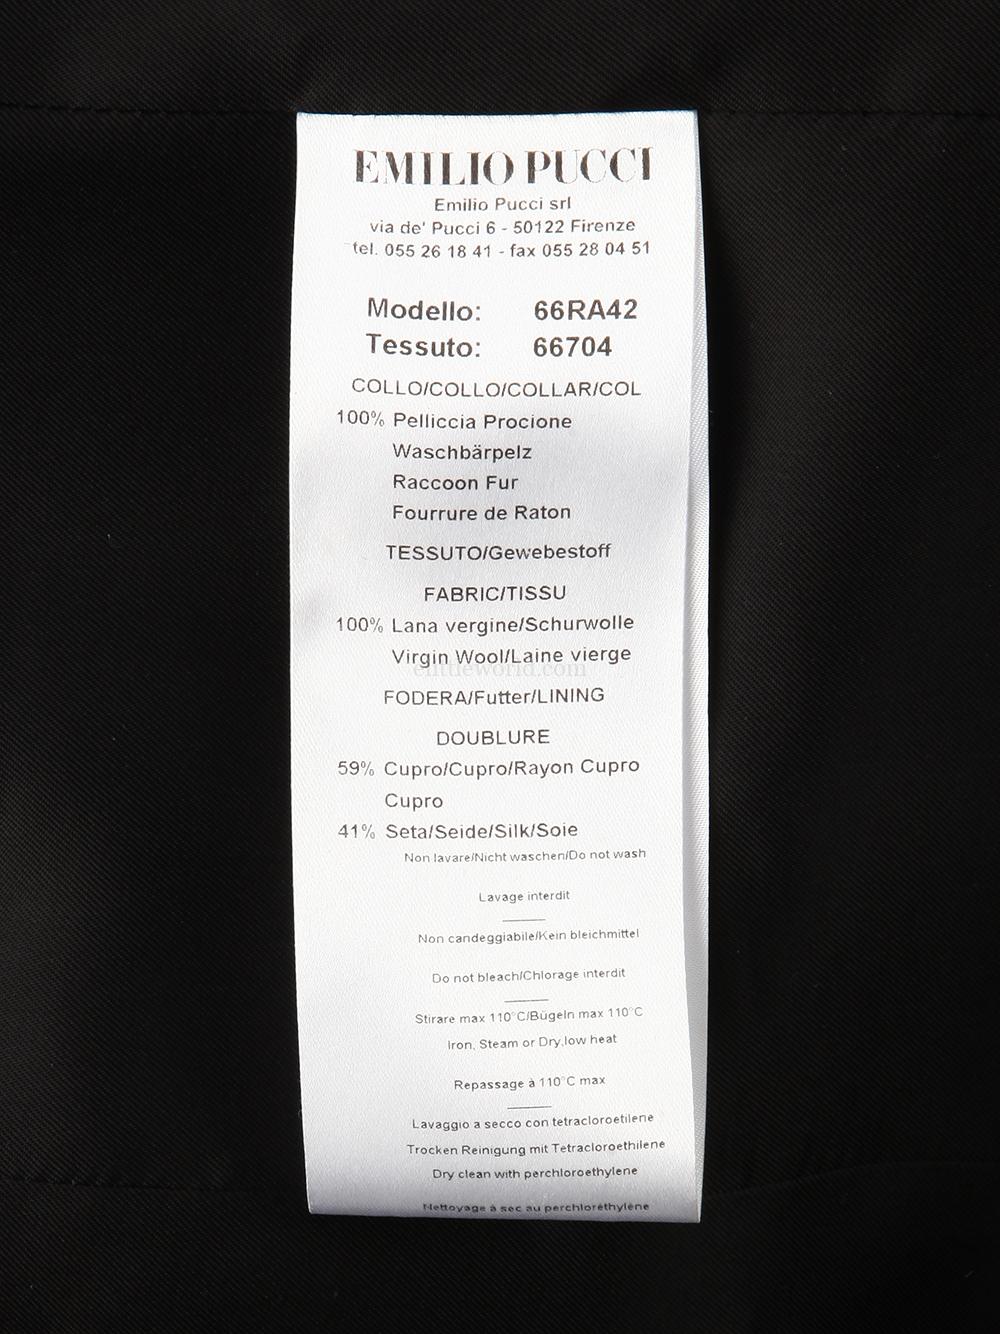 EMILIO PUCCI
Emilio Pucci srl
via de' Pucci 6 - 50122 Firenze
tel. 055 26 18 41 - fax 055 28 04 51
Modello: 66RA42
Tessuto: 66704
COLLO/COLLO/COLLAR/COL
100% Pelliccia Procione
Waschbärpelz
Raccoon Fur
Fourrure de Raton
TESSUTO/Gewebestoff
FABRIC/TISSU
100% Lana vergine/Schurwolle
Virgin Wool/Laine vierge
elittleworld.com
FODERA/Futter/LINING
DOUBLURE
59% Cupro/Cupro/Rayon Cupro
Cupro
41% Seta/Seide/Silk/Soie
Non lavare/Nicht waschen/Do not wash
Lavage interdit
Non candeggiabile/Kein bleichmittel
Do not bleach/Chlorage interdit
Stirare max 110°C/Bügeln max 110°C
Iron, Steam or Dry,low heat
Repassage à 110°C max
Lavaggio a secco con tetracloroetilene
Trocken Reinigung mit Tetracloroethilene
Dry clean with perchloroethylene
Nettoyage à sec au perchloréthylène